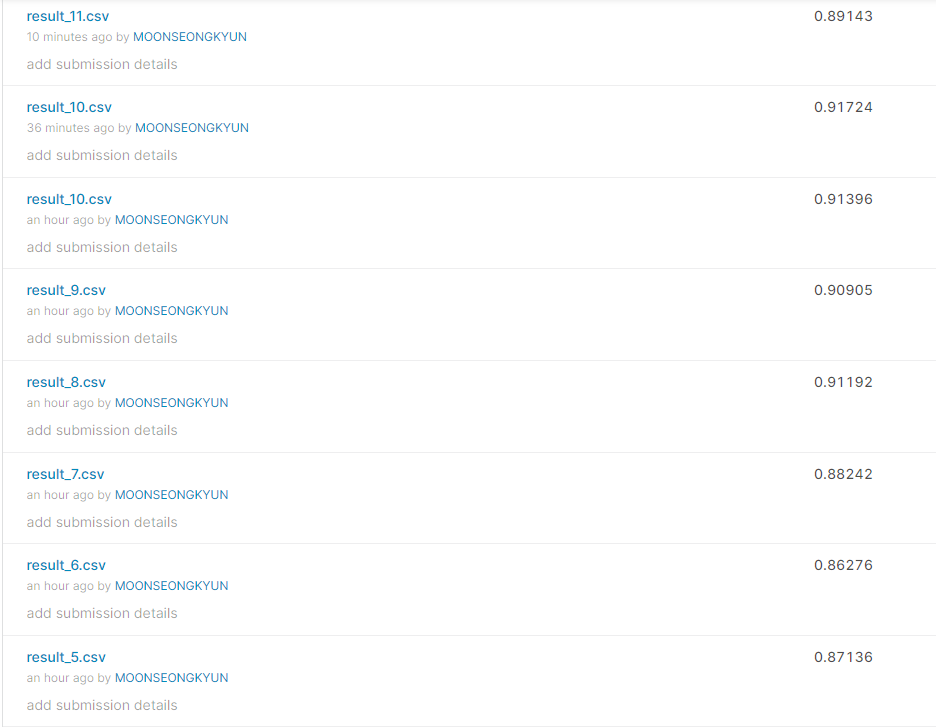 result_11.csv 0.89143
10 minutes ago by MOONSEONGKYUN
add submission details
result_10.csv 0.91724
36 minutes ago by MOONSEONGKYUN
add submission details
result_10.csv 0.91396
an hour ago by MOONSEONGKYUN
add submission details
result_9.csv 0.90905
an hour ago by MOONSEONGKYUN
add submission details
result_8.csv 0.91192
an hour ago by MOONSEONGKYUN
add submission details
result_7.csv 0.88242
an hour ago by MOONSEONGKYUN
add submission details
result_6.csv 0.86276
an hour ago by MOONSEONGKYUN
add submission details
result_5.csv 0.87136
an hour ago by MOONSEONGKYUN
add submission details